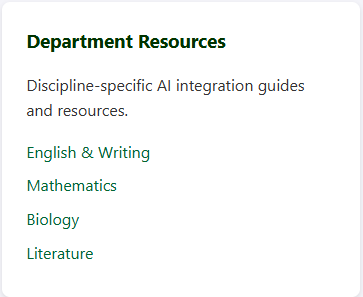 Department Resources
Discipline-specific AI integration guides
and resources.
English & Writing
Mathematics
Biology
Literature